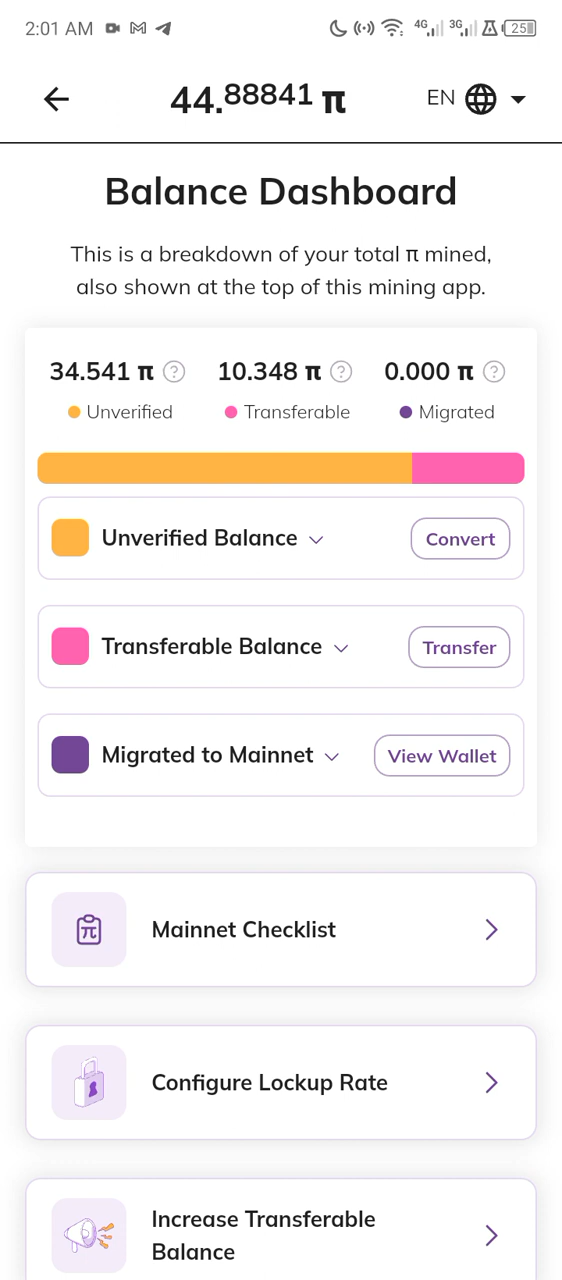 2:01 AM
4G 3G 25
44.88841 π
EN
Balance Dashboard
This is a breakdown of your total π mined,
also shown at the top of this mining app.
34.541 π ? 10.348 π ? 0.000 π ?
Unverified Transferable Migrated
Unverified Balance Convert
Transferable Balance Transfer
Migrated to Mainnet View Wallet
π Mainnet Checklist
Configure Lockup Rate
Increase Transferable
Balance